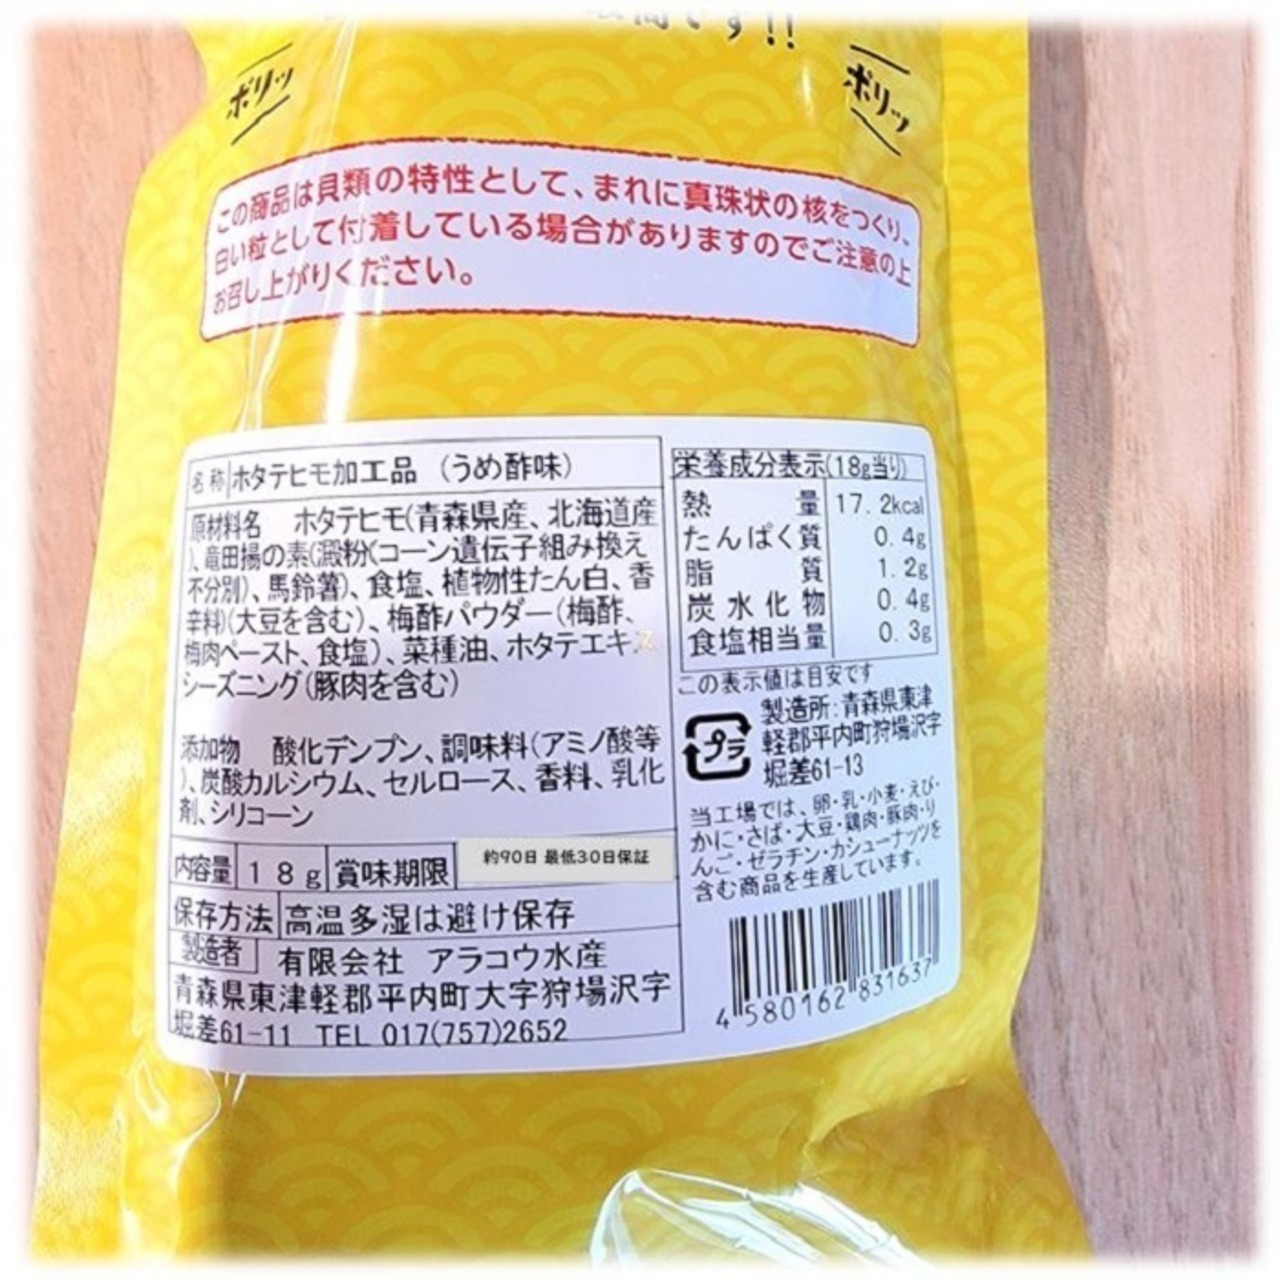 です!!
ポリッ
ポリッ
この商品は貝類の特性として、まれに真珠状の核をつくり、
白い粒として付着している場合がありますのでご注意の上
お召し上がりください。
名称 ホタテヒモ加工品 (うめ酢味)
原材料名 ホタテヒモ(青森県産、北海道産
)、竜田揚の素(澱粉(コーン遺伝子組み換え
不分別)、馬鈴薯)、食塩、植物性たん白、香
辛料)(大豆を含む)、梅酢パウダー(梅酢、
梅肉ペースト、食塩)、菜種油、ホタテエキス
シーズニング(豚肉を含む)
添加物 酸化デンプン、調味料(アミノ酸等
)、炭酸カルシウム、セルロース、香料、乳化
剤、シリコーン
内容量 18g 賞味期限 約90日 最低30日保証
保存方法 高温多湿は避け保存
製造者 有限会社 アラコウ水産
青森県東津軽郡平内町大字狩場沢字
堀差61-11 TEL 017(757)2652
栄養成分表示(18g当り)
熱量 17.2kcal
たんぱく質 0.4g
脂質 1.2g
炭水化物 0.4g
食塩相当量 0.3g
この表示値は目安です
プラ
製造所:青森県東津
軽郡平内町狩場沢字
堀差61-13
当工場では、卵・乳・小麦・えび・
かに・さば・大豆・鶏肉・豚肉・り
んご・ゼラチン・カシューナッツを
含む商品を生産しています。
4580162831637